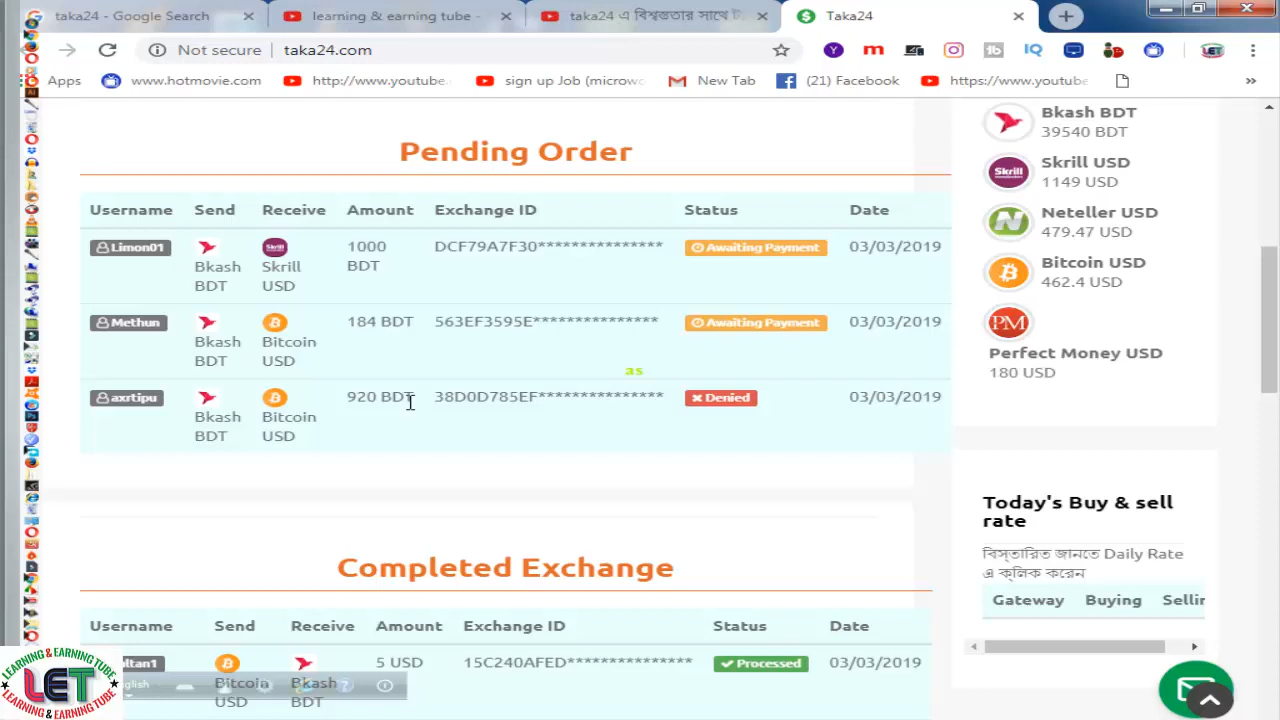 taka24 - Google Search
learning & earning tube -
taka24 এ বিশ্বস্ততার সাথে ট
Taka24
Not secure | taka24.com
Apps www.hotmovie.com http://www.youtube. sign up Job (microwo New Tab (21) Facebook https://www.youtube »
Pending Order
Username Send Receive Amount Exchange ID Status Date
Limon01 Bkash BDT Skrill USD 1000 BDT DCF79A7F30*************** Awaiting Payment 03/03/2019
Methun Bkash BDT Bitcoin USD 184 BDT 563EF3595E*************** Awaiting Payment 03/03/2019
as
axrtipu Bkash BDT Bitcoin USD 920 BDT 38D0D785EF*************** Denied 03/03/2019
Completed Exchange
Username Send Receive Amount Exchange ID Status Date
Bitcoin USD Bkash BDT 5 USD 15C240AFED*************** Processed 03/03/2019
Bkash BDT
39540 BDT
Skrill USD
1149 USD
Neteller USD
479.47 USD
Bitcoin USD
462.4 USD
PM
Perfect Money USD
180 USD
Today's Buy & sell
rate
বিস্তারিত জানতে Daily Rate
এ ক্লিক করেন
Gateway Buying Sellin
LEARNING & EARNING TUBE
LET
LEARNING & EARNING TUBE